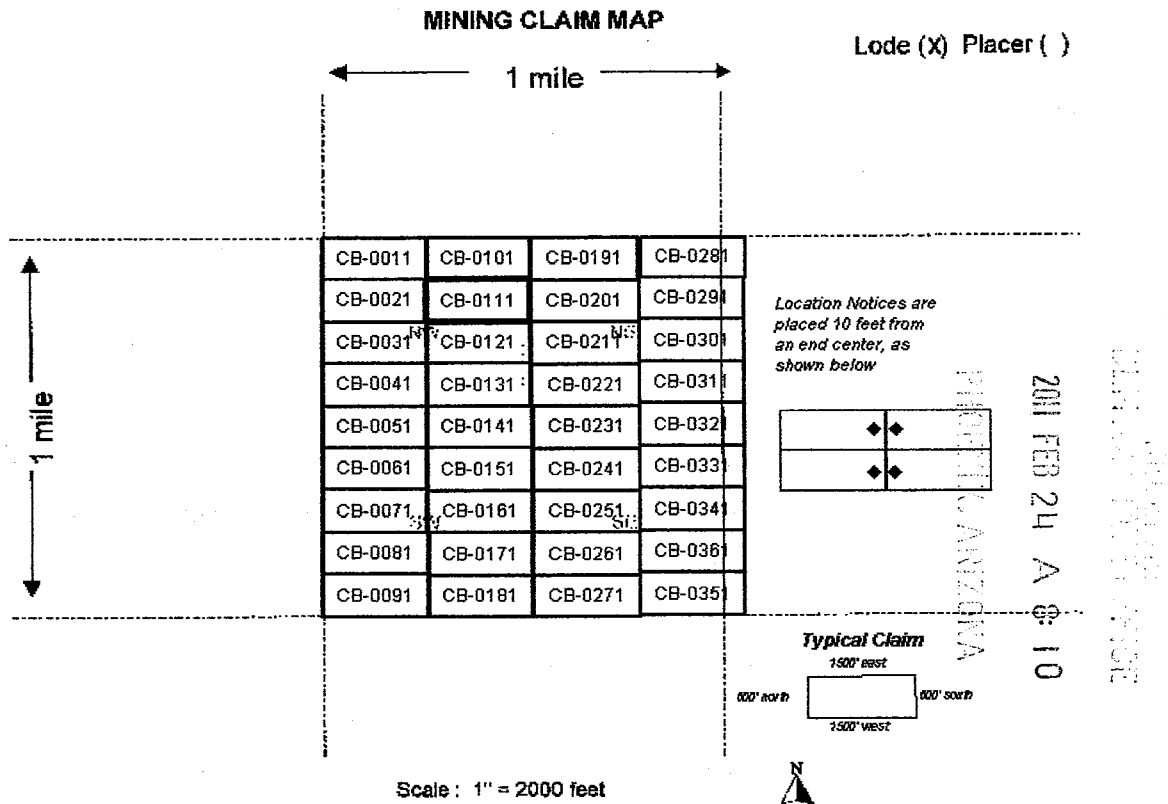 MINING CLAIM MAP
Lode (X) Placer ( )
1 mile
1 mile
CB-0011 CB-0101 CB-0191 CB-0281
CB-0021 CB-0111 CB-0201 CB-0291
CB-0031 CB-0121 CB-0211 CB-0301
NW NE
CB-0041 CB-0131 CB-0221 CB-0311
CB-0051 CB-0141 CB-0231 CB-0321
CB-0061 CB-0151 CB-0241 CB-0331
CB-0071 CB-0161 CB-0251 CB-0341
SW SE
CB-0081 CB-0171 CB-0261 CB-0361
CB-0091 CB-0181 CB-0271 CB-0351
Location Notices are
placed 10 feet from
an end center, as
shown below
Typical Claim
1500' east
600' north
600' south
1500' west
N
Scale : 1" = 2000 feet
2011 FEB 24 A 8: 10
PHOENIX, ARIZONA